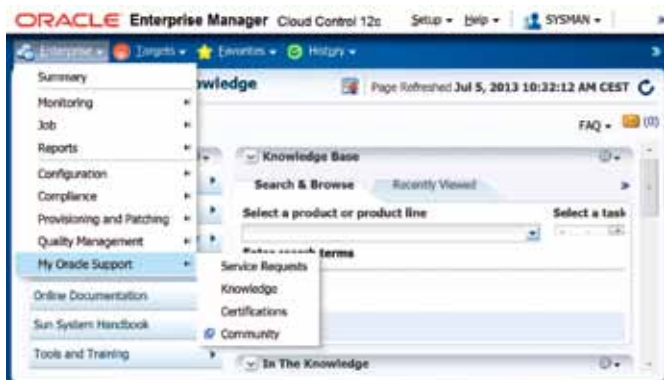 ORACLE Enterprise Manager Cloud Control 12c Setup Help SYSMAN
Enterprise Targets Favorites History
Summary
Monitoring
Job
Reports
Configuration
Compliance
Provisioning and Patching
Quality Management
My Oracle Support
Service Requests
Knowledge
Certifications
Community
Online Documentation
Sun System Handbook
Tools and Training
wledge
Page Refreshed Jul 5, 2013 10:32:12 AM CEST
FAQ (0)
Knowledge Base
Search & Browse Recently Viewed
Select a product or product line Select a task
terms
In The Knowledge